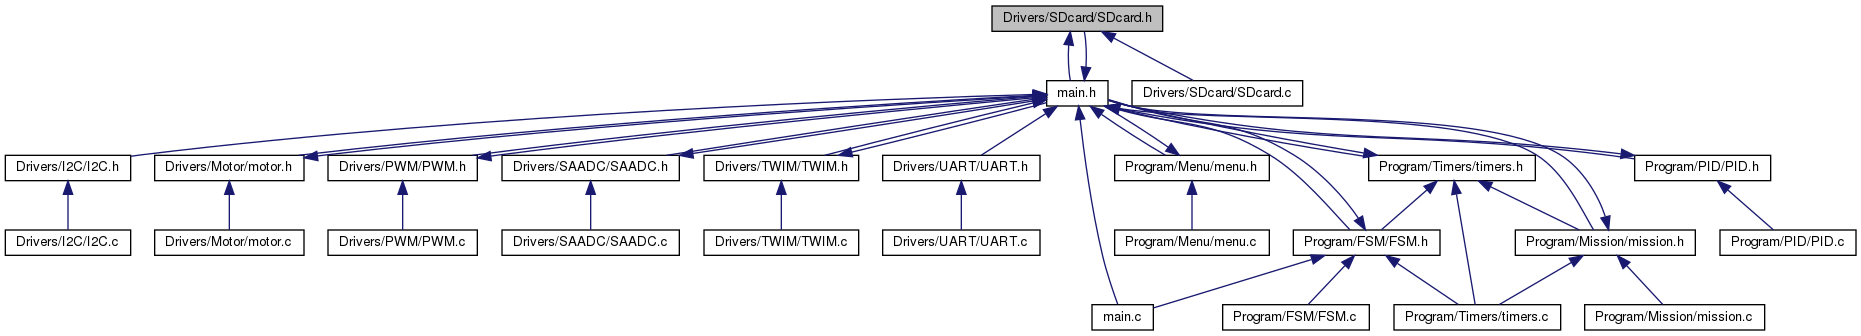 Drivers/SDcard/SDcard.h
main.h
Drivers/SDcard/SDcard.c
Drivers/I2C/I2C.h
Drivers/Motor/motor.h
Drivers/PWM/PWM.h
Drivers/SAADC/SAADC.h
Drivers/TWIM/TWIM.h
Drivers/UART/UART.h
Program/Menu/menu.h
Program/Timers/timers.h
Program/PID/PID.h
Drivers/I2C/I2C.c
Drivers/Motor/motor.c
Drivers/PWM/PWM.c
Drivers/SAADC/SAADC.c
Drivers/TWIM/TWIM.c
Drivers/UART/UART.c
Program/Menu/menu.c
Program/FSM/FSM.h
Program/Mission/mission.h
Program/PID/PID.c
main.c
Program/FSM/FSM.c
Program/Timers/timers.c
Program/Mission/mission.c